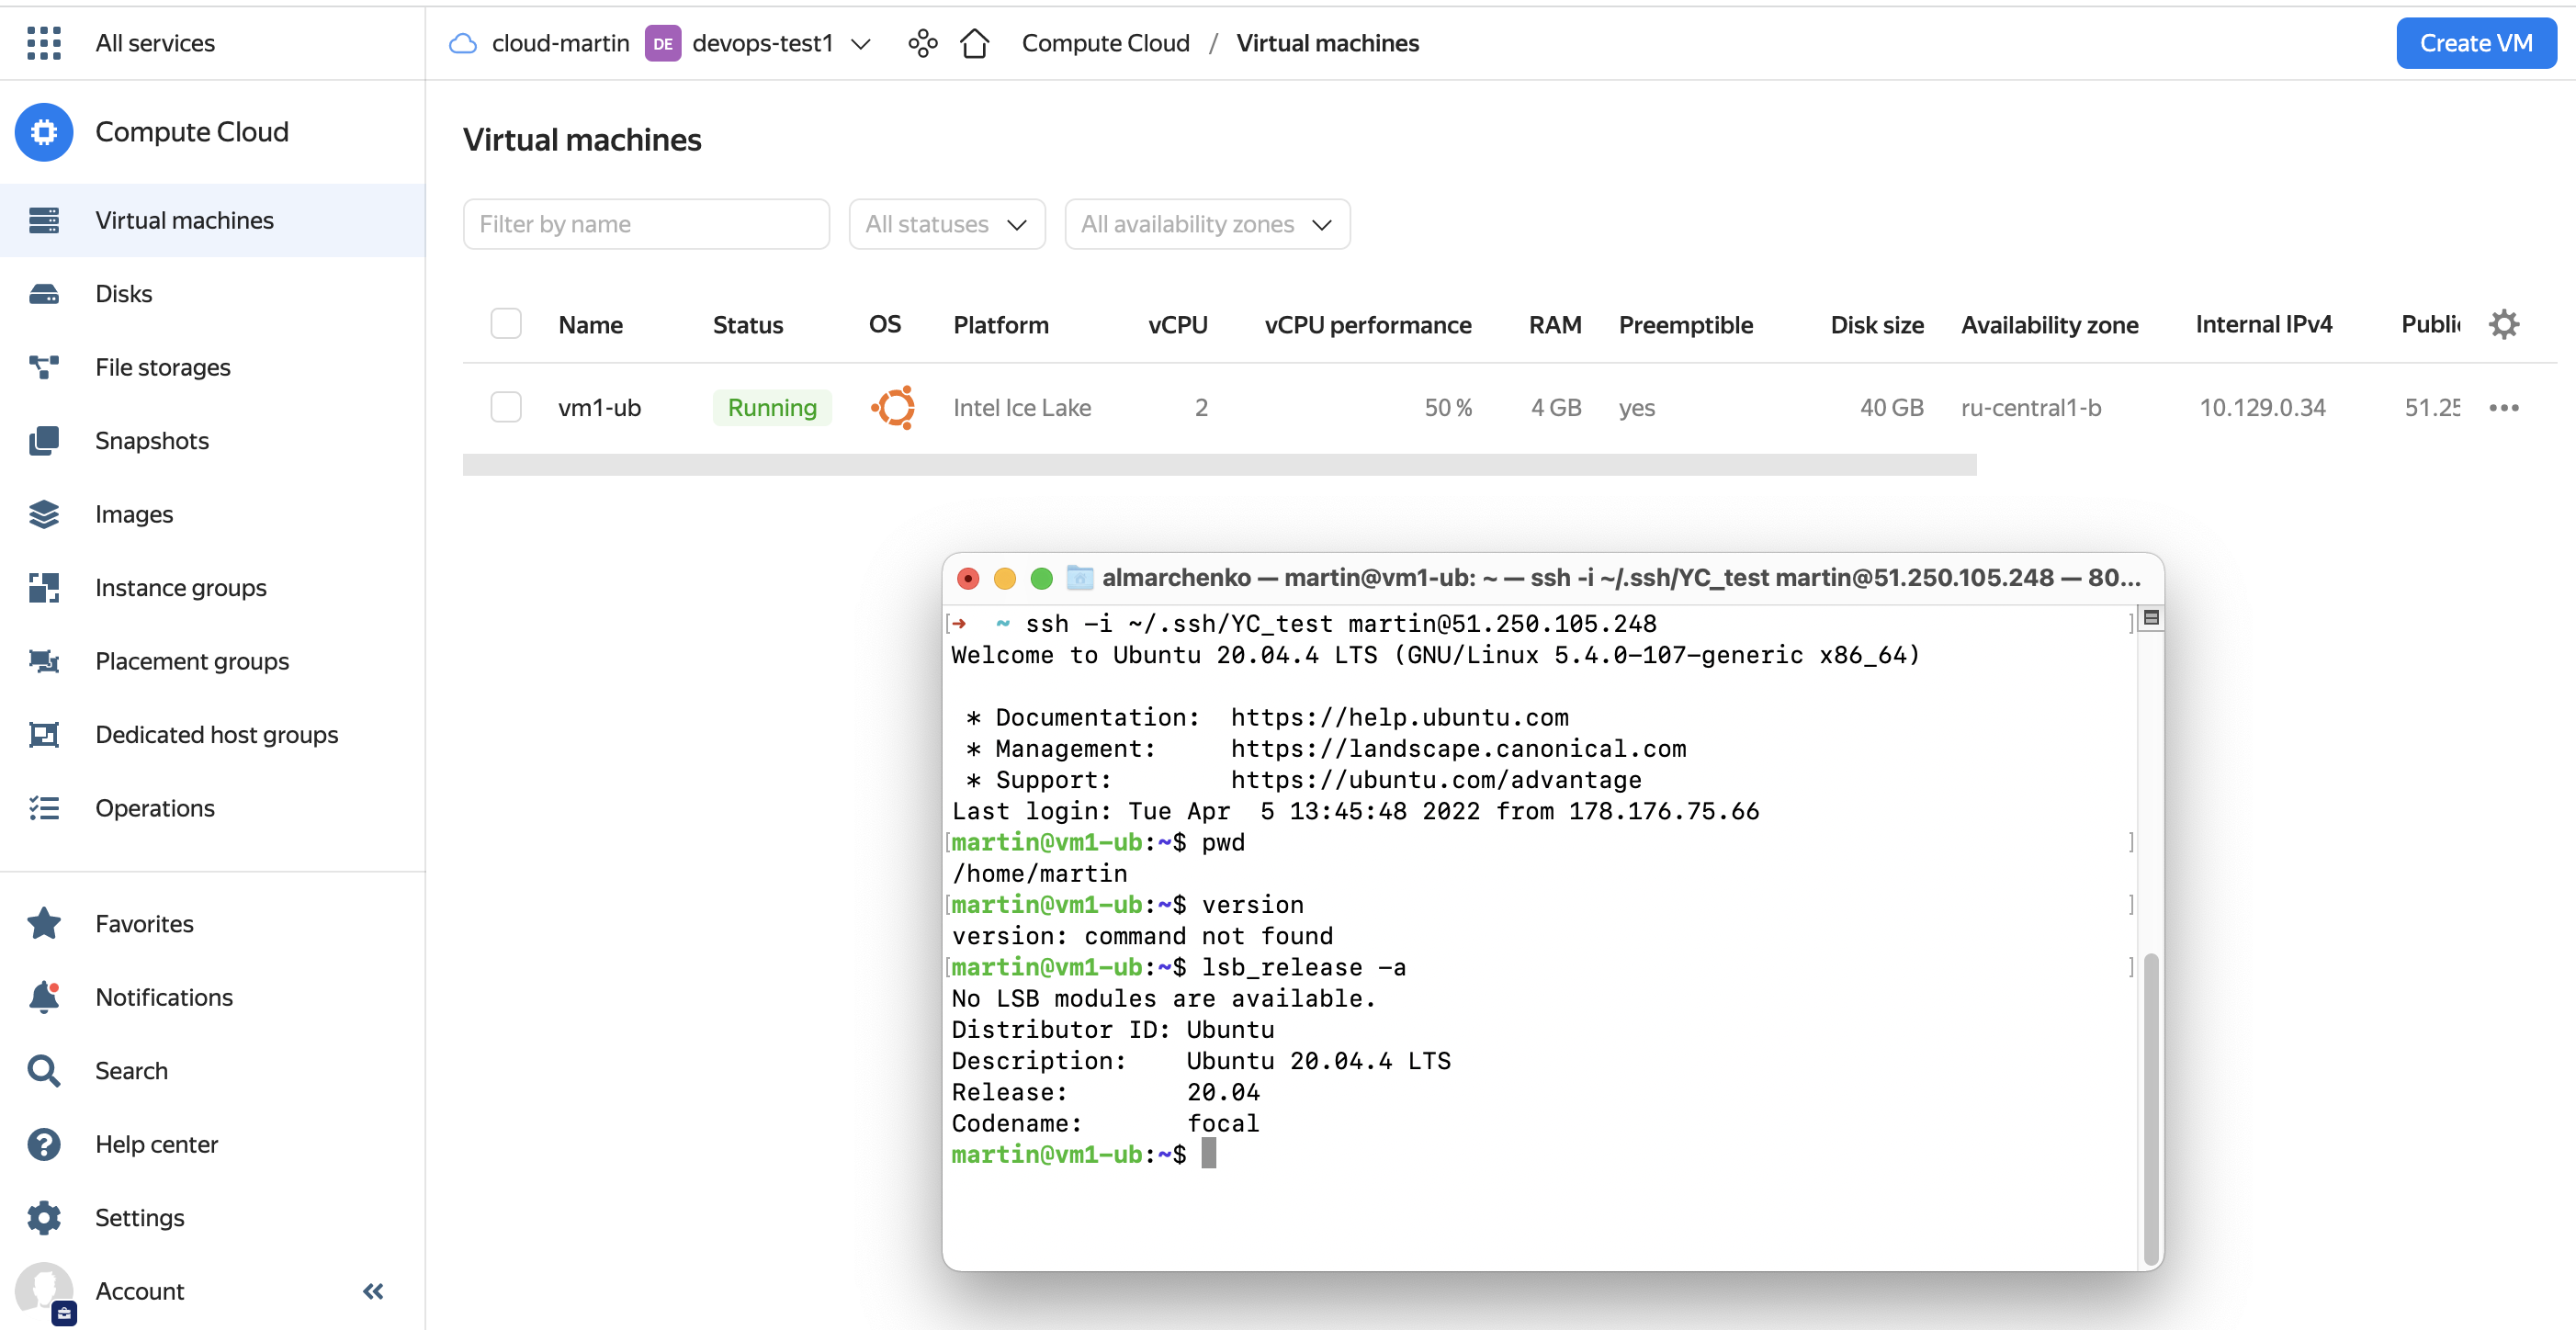 All services
cloud-martin DE devops-test1 Compute Cloud / Virtual machines
Create VM
Compute Cloud
Virtual machines
Disks
File storages
Snapshots
Images
Instance groups
Placement groups
Dedicated host groups
Operations
Favorites
Notifications
Search
Help center
Settings
Account
Virtual machines
Filter by name All statuses All availability zones
Name Status OS Platform vCPU vCPU performance RAM Preemptible Disk size Availability zone Internal IPv4 Public
vm1-ub Running Intel Ice Lake 2 50 % 4 GB yes 40 GB ru-central1-b 10.129.0.34 51.25
almarchenko — martin@vm1-ub: ~ — ssh -i ~/.ssh/YC_test martin@51.250.105.248 — 80...
[➜ ~ ssh -i ~/.ssh/YC_test martin@51.250.105.248 ]
Welcome to Ubuntu 20.04.4 LTS (GNU/Linux 5.4.0-107-generic x86_64)
* Documentation: https://help.ubuntu.com
* Management: https://landscape.canonical.com
* Support: https://ubuntu.com/advantage
Last login: Tue Apr 5 13:45:48 2022 from 178.176.75.66
[martin@vm1-ub:~$ pwd ]
/home/martin
[martin@vm1-ub:~$ version ]
version: command not found
[martin@vm1-ub:~$ lsb_release -a ]
No LSB modules are available.
Distributor ID: Ubuntu
Description: Ubuntu 20.04.4 LTS
Release: 20.04
Codename: focal
martin@vm1-ub:~$